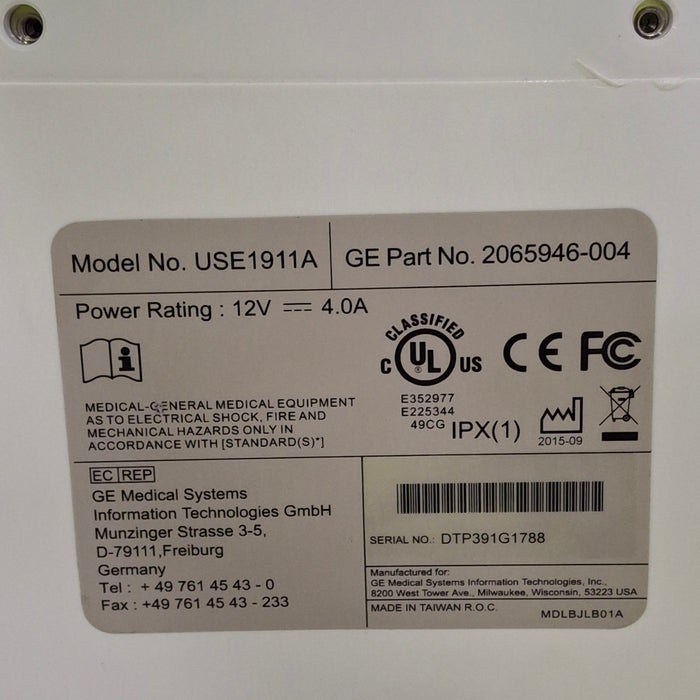 Model No. USE1911A
GE Part No. 2065946-004
Power Rating : 12V ⎓ 4.0A
CLASSIFIED
C UL US
CE FC
E352977
E225344
49CG
IPX(1)
2015-09
MEDICAL-GENERAL MEDICAL EQUIPMENT
AS TO ELECTRICAL SHOCK, FIRE AND
MECHANICAL HAZARDS ONLY IN
ACCORDANCE WITH [STANDARD(S)*]
EC REP
GE Medical Systems
Information Technologies GmbH
Munzinger Strasse 3-5,
D-79111,Freiburg
Germany
Tel : + 49 761 45 43 - 0
Fax : +49 761 45 43 - 233
SERIAL NO.: DTP391G1788
Manufactured for:
GE Medical Systems Information Technologies, Inc.,
8200 West Tower Ave., Milwaukee, Wisconsin, 53223 USA
MADE IN TAIWAN R.O.C.
MDLBJLB01A